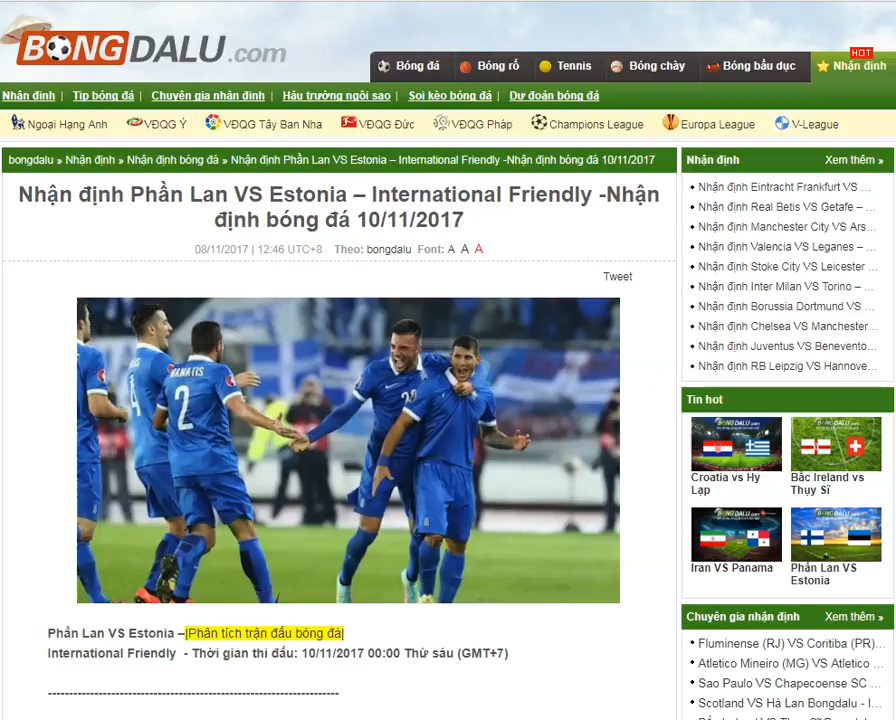 BONGDALU.com
HOT
Bóng đá Bóng rổ Tennis Bóng chày Bóng bầu dục Nhận định
Nhận định | Tip bóng đá | Chuyên gia nhận định | Hậu trường ngôi sao | Soi kèo bóng đá | Dự đoán bóng đá
Ngoại Hạng Anh VĐQG Ý VĐQG Tây Ban Nha VĐQG Đức VĐQG Pháp Champions League Europa League V-League
bongdalu » Nhận định » Nhận định bóng đá » Nhận định Phần Lan VS Estonia – International Friendly -Nhận định bóng đá 10/11/2017
Nhận định Phần Lan VS Estonia – International Friendly -Nhận
định bóng đá 10/11/2017
08/11/2017 | 12:46 UTC+8 Theo: bongdalu Font: A A A
Tweet
MANIATIS
2
Phần Lan VS Estonia –|Phân tích trận đấu bóng đá|
International Friendly - Thời gian thi đấu: 10/11/2017 00:00 Thứ sáu (GMT+7)
--------------------------------------------------------------------
Nhận định Xem thêm »
Nhận định Eintracht Frankfurt VS ...
Nhận định Real Betis VS Getafe – ...
Nhận định Manchester City VS Ars...
Nhận định Valencia VS Leganes – ...
Nhận định Stoke City VS Leicester ...
Nhận định Inter Milan VS Torino – ...
Nhận định Borussia Dortmund VS ...
Nhận định Chelsea VS Manchester...
Nhận định Juventus VS Benevento...
Nhận định RB Leipzig VS Hannove...
Tin hot
BONGDALU.com
BONGDALU.com
Croatia vs Hy
Lạp
Bắc Ireland vs
Thụy Sĩ
BONGDALU.com
BONGDALU.com
Iran VS Panama
Phần Lan VS
Estonia
Chuyên gia nhận định Xem thêm »
Fluminense (RJ) VS Coritiba (PR)...
Atletico Mineiro (MG) VS Atletico ...
Sao Paulo VS Chapecoense SC ...
Scotland VS Hà Lan Bongdalu - I...